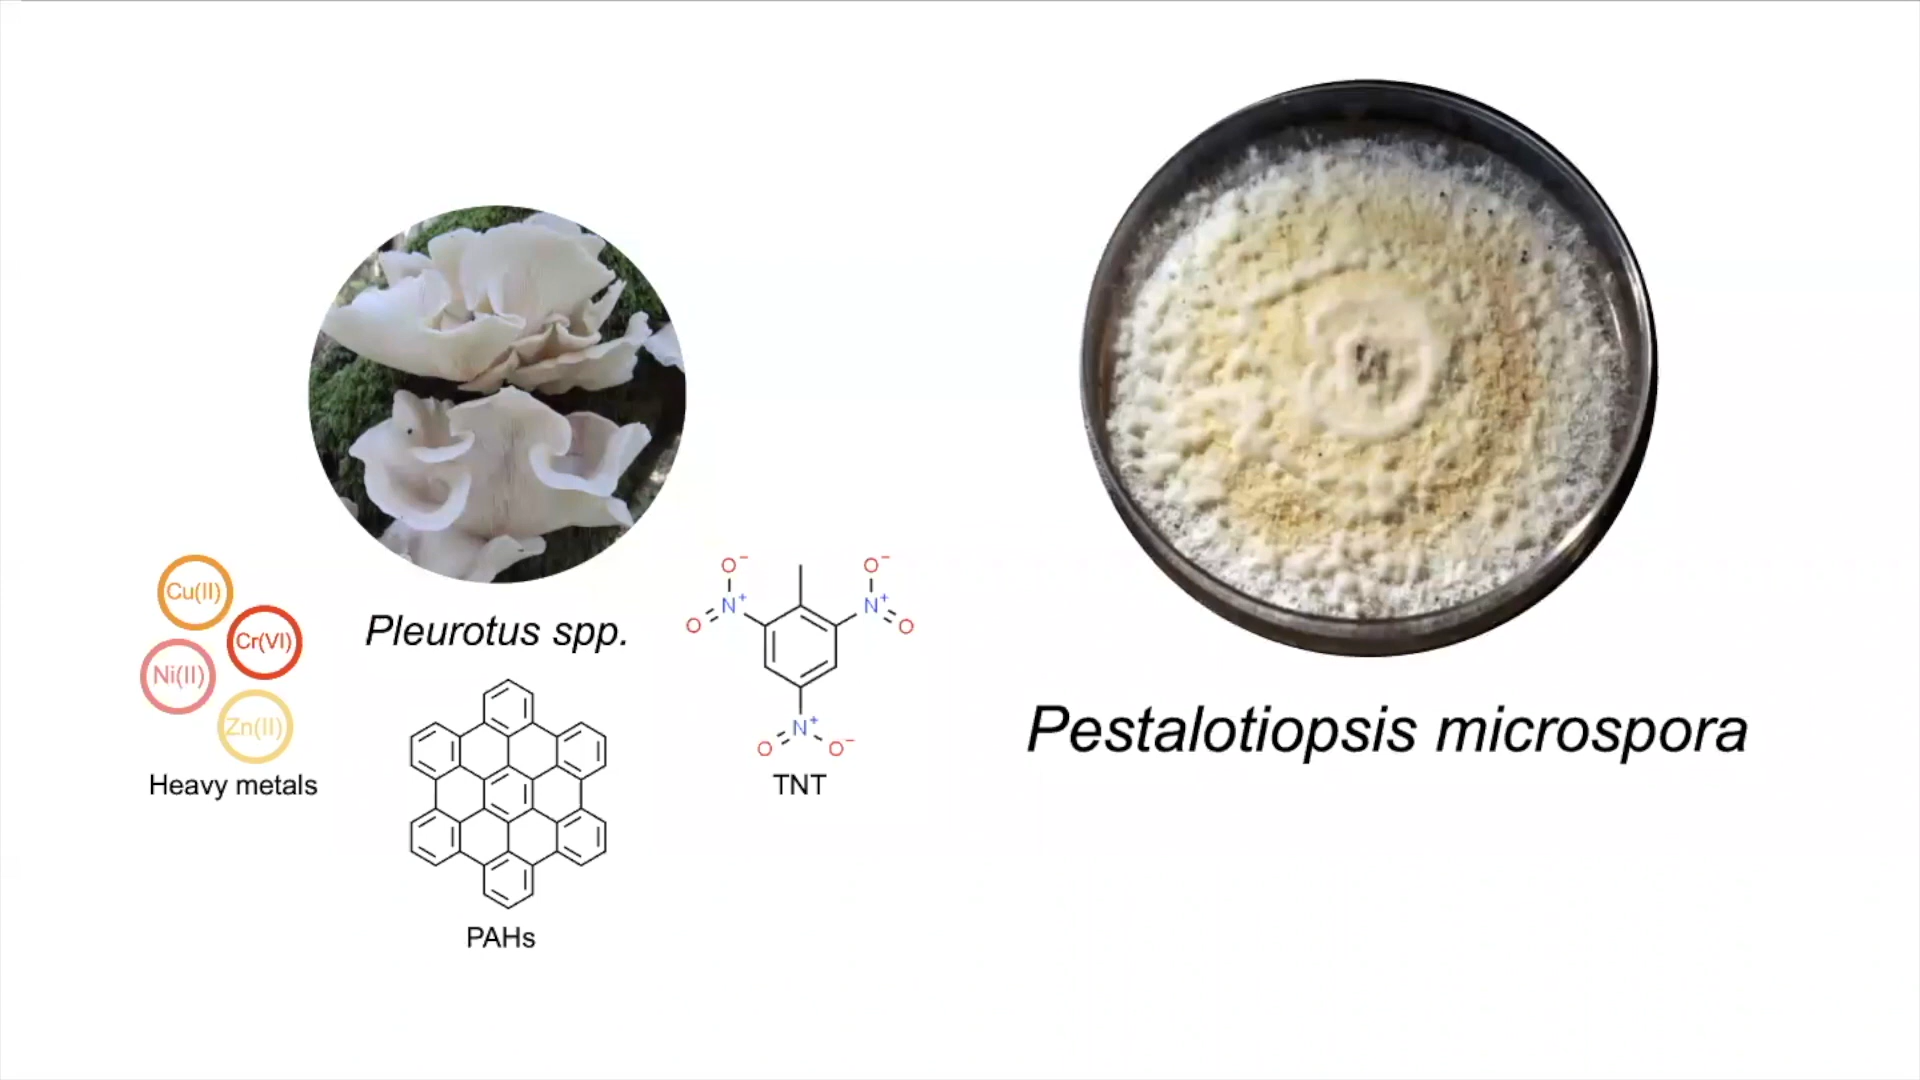 Cu(II)
Cr(VI)
Ni(II)
Zn(II)
Heavy metals
Pleurotus spp.
PAHs
O⁻
N⁺
O
O⁻
N⁺
O
N⁺
O
O⁻
TNT
Pestalotiopsis microspora